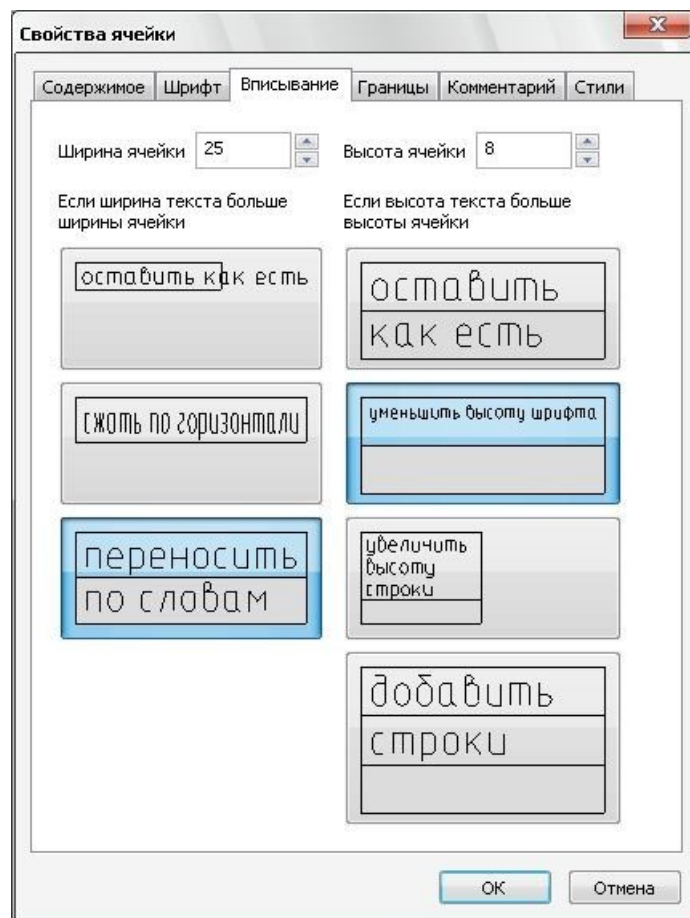 Свойства ячейки
Содержимое Шрифт Вписывание Границы Комментарий Стили
Ширина ячейки 25
Высота ячейки 8
Если ширина текста больше
ширины ячейки
Если высота текста больше
высоты ячейки
оставить как есть
оставить
как есть
сжать по горизонтали
уменьшить высоту шрифта
переносить
по словам
увеличить
высоту
строки
добавить
строки
ОК Отмена